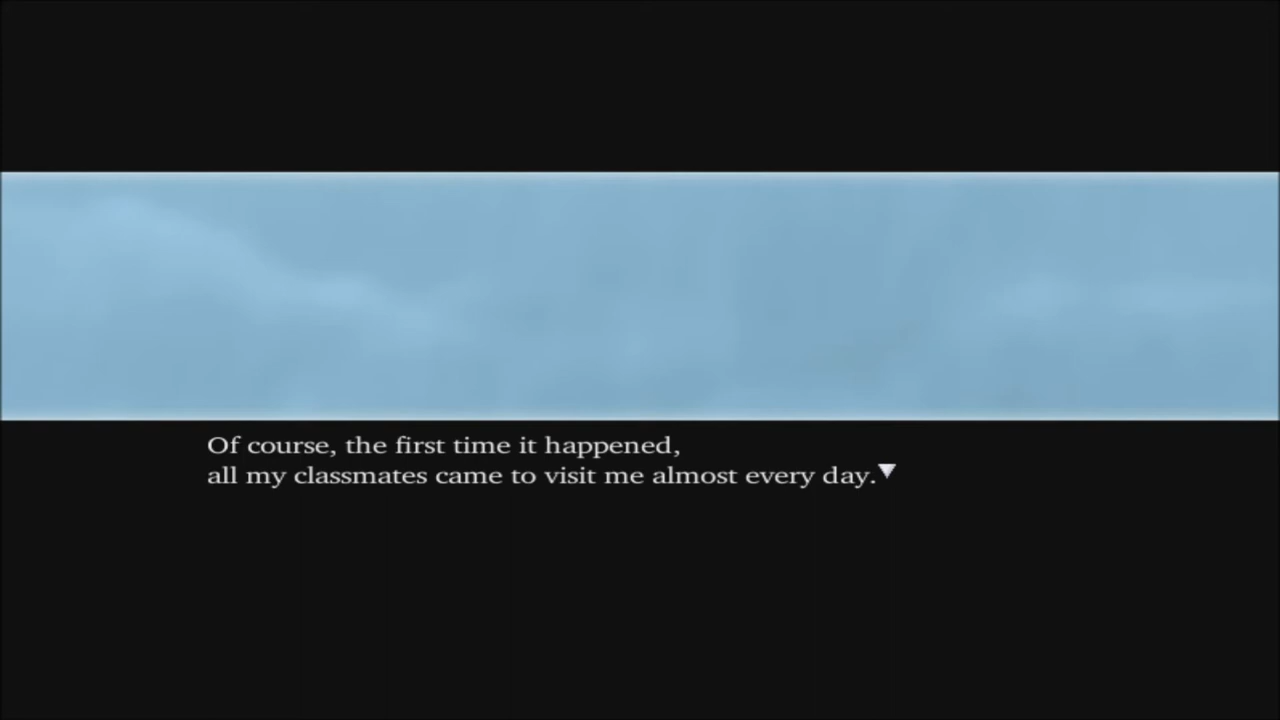 Of course, the first time it happened,
all my classmates came to visit me almost every day.